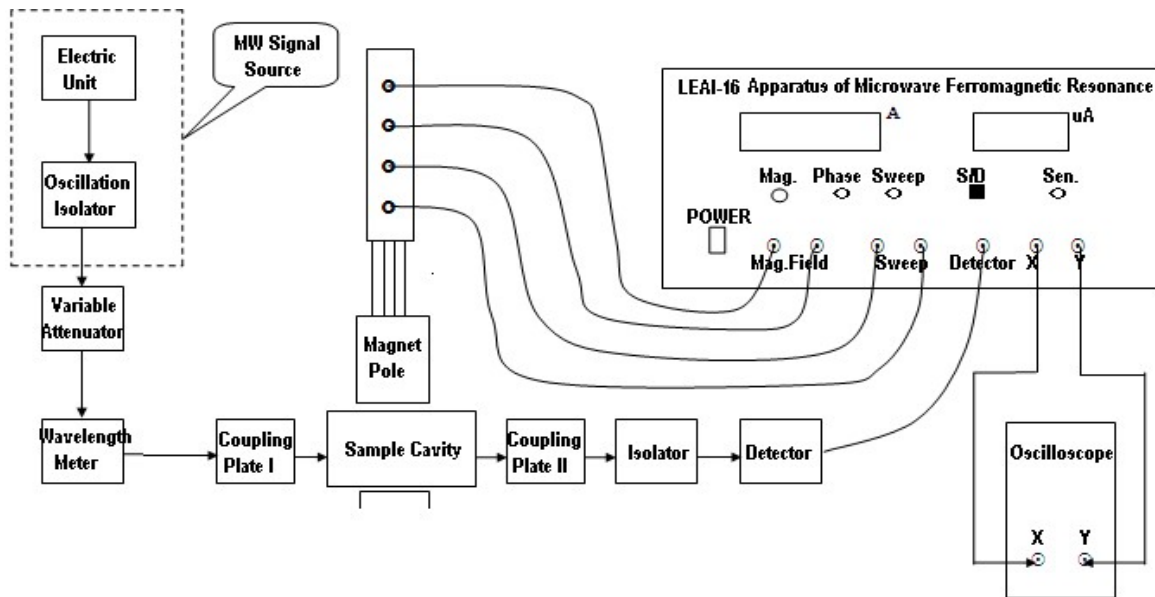 Electric
Unit
MW Signal
Source
Oscillation
Isolator
Variable
Attenuator
Wavelength
Meter
Coupling
Plate I
Magnet
Pole
Sample Cavity
Coupling
Plate II
Isolator
Detector
LEAI-16 Apparatus of Microwave Ferromagnetic Resonance
A
uA
Mag. Phase Sweep S/D Sen.
POWER
Mag.Field Sweep Detector X Y
Oscilloscope
X Y